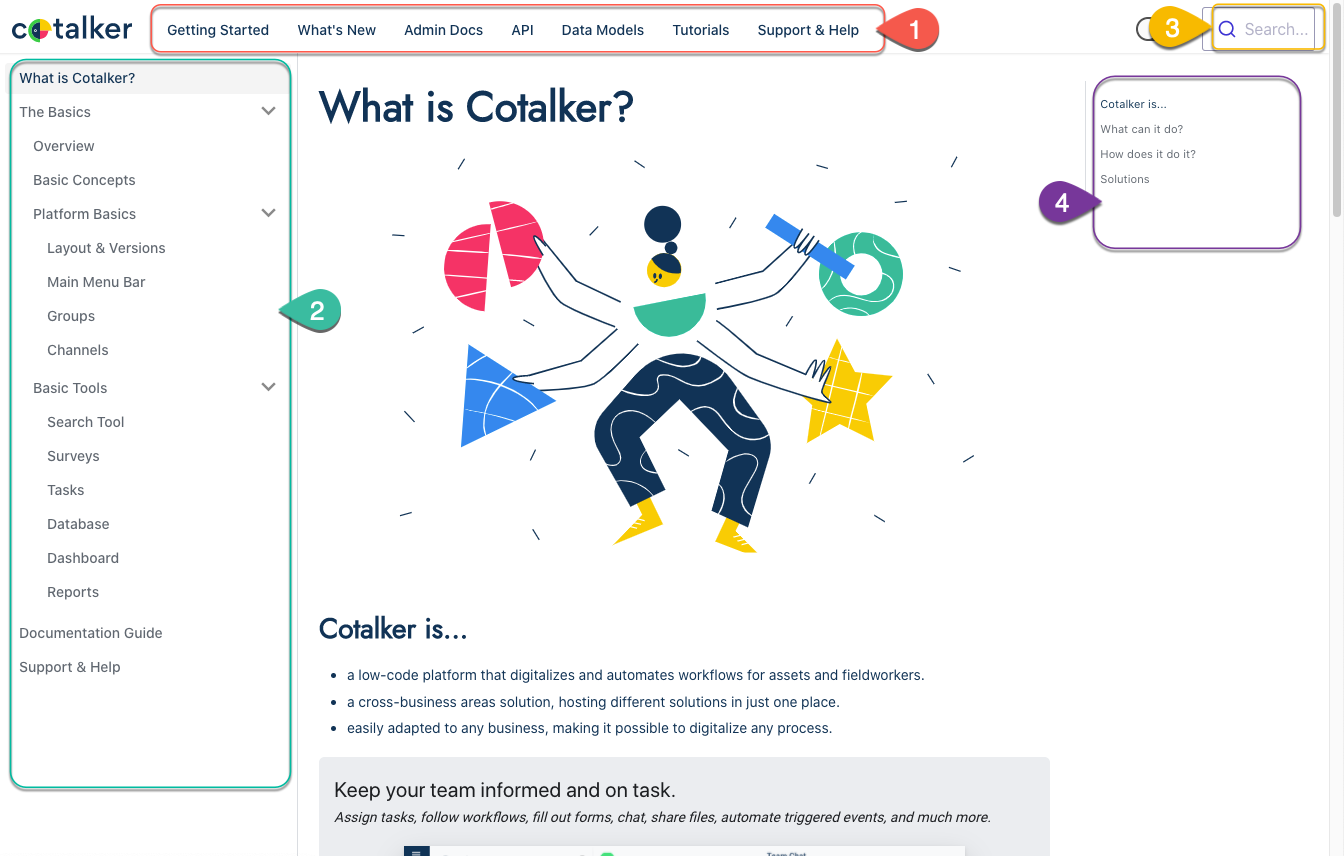 cotalker
Getting Started What's New Admin Docs API Data Models Tutorials Support & Help
1
3
Search...
What is Cotalker?
The Basics
Overview
Basic Concepts
Platform Basics
Layout & Versions
Main Menu Bar
Groups
Channels
Basic Tools
Search Tool
Surveys
Tasks
Database
Dashboard
Reports
Documentation Guide
Support & Help
2
What is Cotalker?
Cotalker is...
a low-code platform that digitalizes and automates workflows for assets and fieldworkers.
a cross-business areas solution, hosting different solutions in just one place.
easily adapted to any business, making it possible to digitalize any process.
Keep your team informed and on task.
Assign tasks, follow workflows, fill out forms, chat, share files, automate triggered events, and much more.
Cotalker is...
What can it do?
How does it do it?
Solutions
4